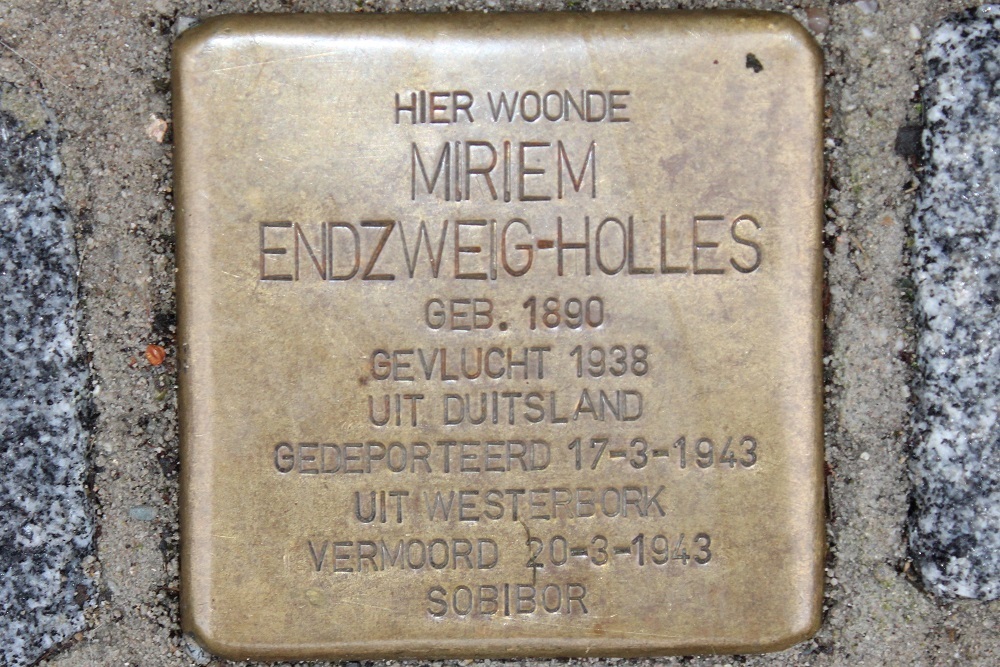 HIER WOONDE
MIRIEM
ENDZWEIG-HOLLES
GEB. 1890
GEVLUCHT 1938
UIT DUITSLAND
GEDEPORTEERD 17-3-1943
UIT WESTERBORK
VERMOORD 20-3-1943
SOBIBOR